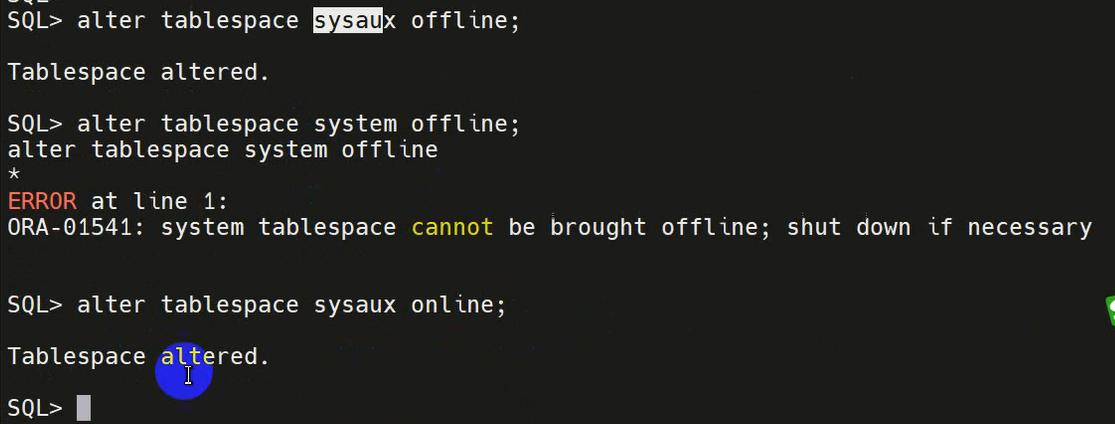 SQL> alter tablespace sysaux offline;
Tablespace altered.
SQL> alter tablespace system offline;
alter tablespace system offline
*
ERROR at line 1:
ORA-01541: system tablespace cannot be brought offline; shut down if necessary
SQL> alter tablespace sysaux online;
Tablespace altered.
SQL>